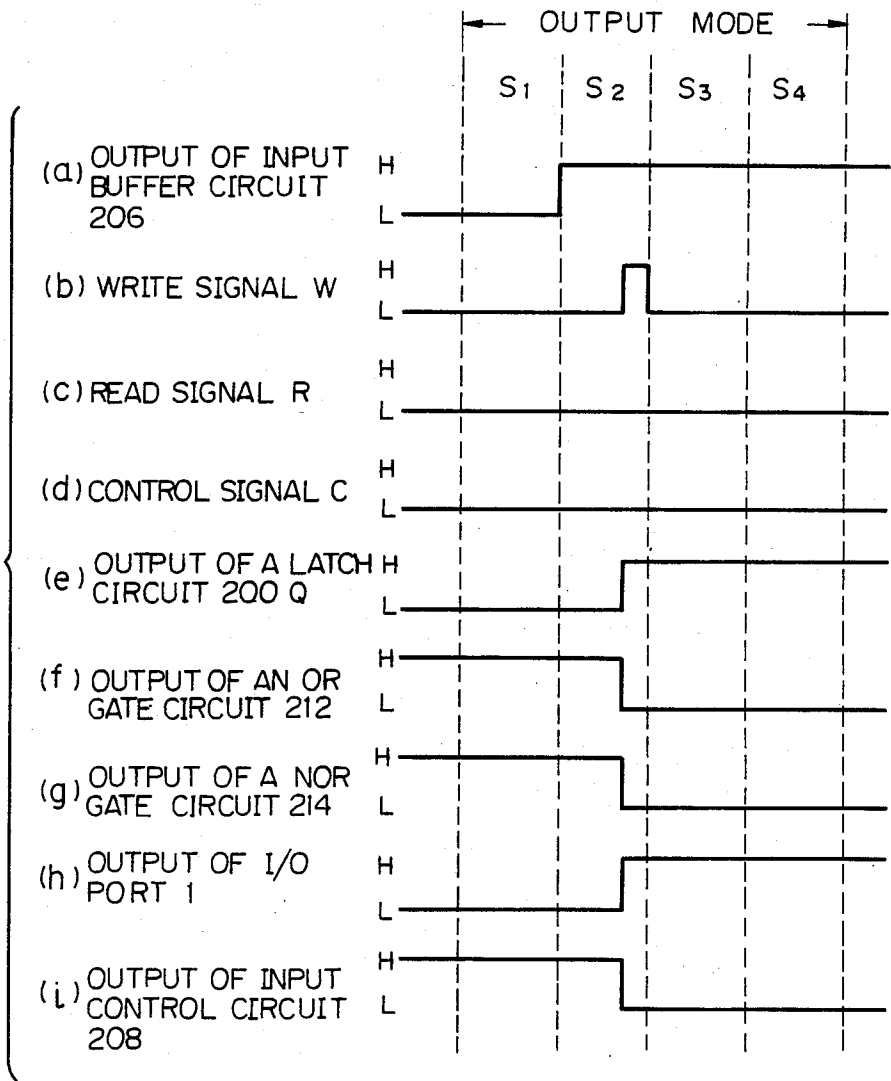 OUTPUT MODE
S1 S2 S3 S4
(a) OUTPUT OF INPUT
BUFFER CIRCUIT
206
H
L
(b) WRITE SIGNAL W
H
L
(c) READ SIGNAL R
H
L
(d) CONTROL SIGNAL C
H
L
(e) OUTPUT OF A LATCH
CIRCUIT 200 Q
H
L
(f) OUTPUT OF AN OR
GATE CIRCUIT 212
H
L
(g) OUTPUT OF A NOR
GATE CIRCUIT 214
H
L
(h) OUTPUT OF I/O
PORT 1
H
L
(i) OUTPUT OF INPUT
CONTROL CIRCUIT
208
H
L